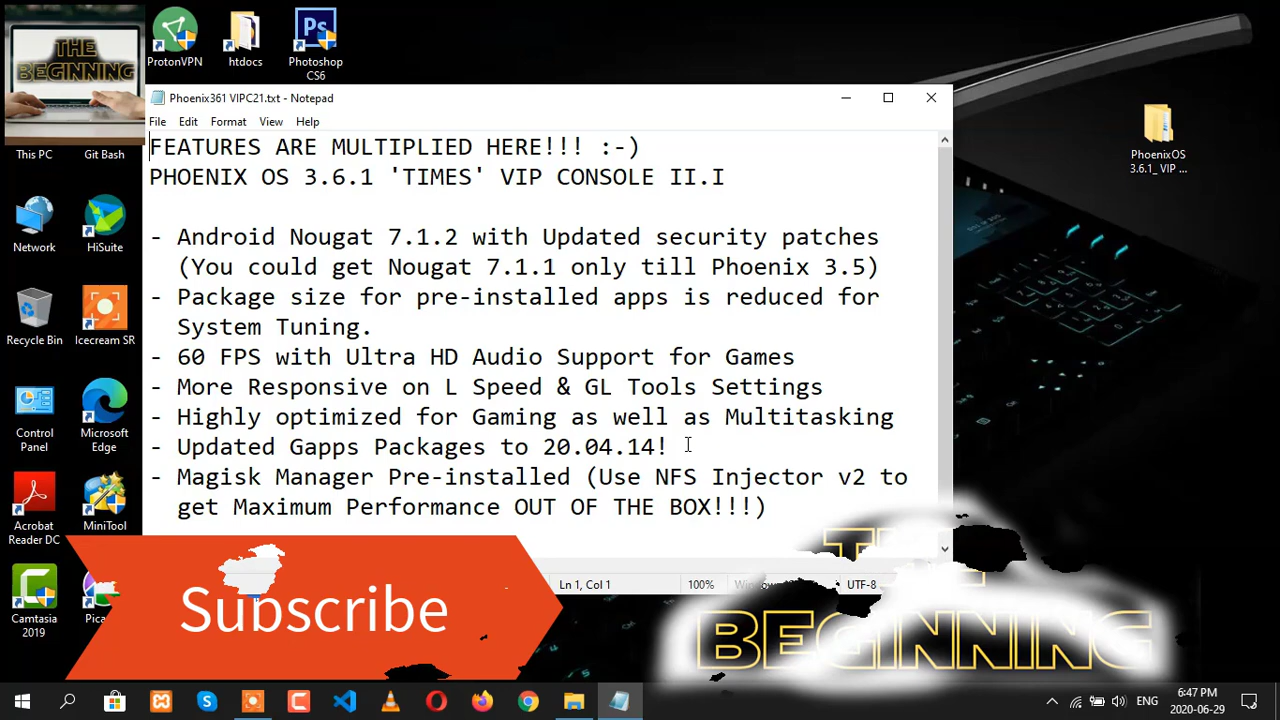 THE
BEGINNING
This PC
Git Bash
Network
HiSuite
Recycle Bin
Icecream SR
Control
Panel
Microsoft
Edge
Acrobat
Reader DC
MiniTool
Camtasia
2019
ProtonVPN
htdocs
Ps
Photoshop
CS6
PhoenixOS
3.6.1_ VIP ...
Phoenix361 VIPC21.txt - Notepad
File Edit Format View Help
FEATURES ARE MULTIPLIED HERE!!! :-)
PHOENIX OS 3.6.1 'TIMES' VIP CONSOLE II.I
- Android Nougat 7.1.2 with Updated security patches
(You could get Nougat 7.1.1 only till Phoenix 3.5)
- Package size for pre-installed apps is reduced for
System Tuning.
- 60 FPS with Ultra HD Audio Support for Games
- More Responsive on L Speed & GL Tools Settings
- Highly optimized for Gaming as well as Multitasking
- Updated Gapps Packages to 20.04.14!
- Magisk Manager Pre-installed (Use NFS Injector v2 to
get Maximum Performance OUT OF THE BOX!!!)
Ln 1, Col 1
100%
UTF-8
Subscribe
BEGINNING
ENG
6:47 PM
2020-06-29